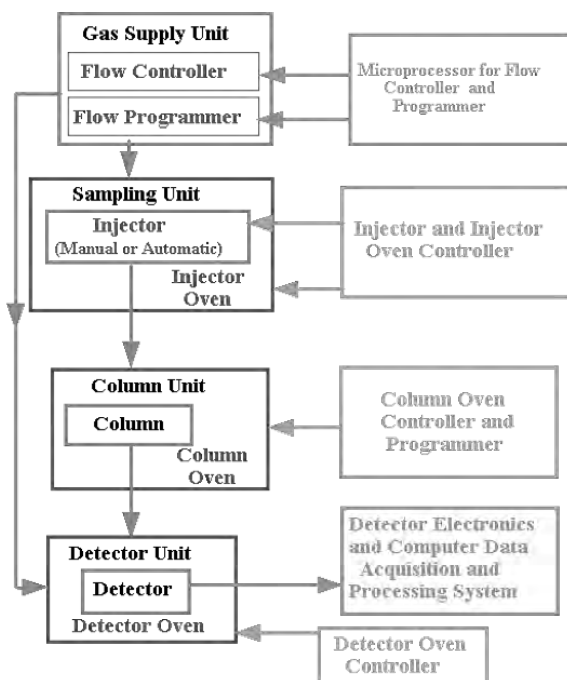 Gas Supply Unit
Flow Controller
Flow Programmer
Microprocessor for Flow
Controller and
Programmer
Sampling Unit
Injector
(Manual or Automatic)
Injector
Oven
Injector and Injector
Oven Controller
Column Unit
Column
Column
Oven
Column Oven
Controller and
Programmer
Detector Unit
Detector
Detector Oven
Detector Electronics
and Computer Data
Acquisition and
Processing System
Detector Oven
Controller